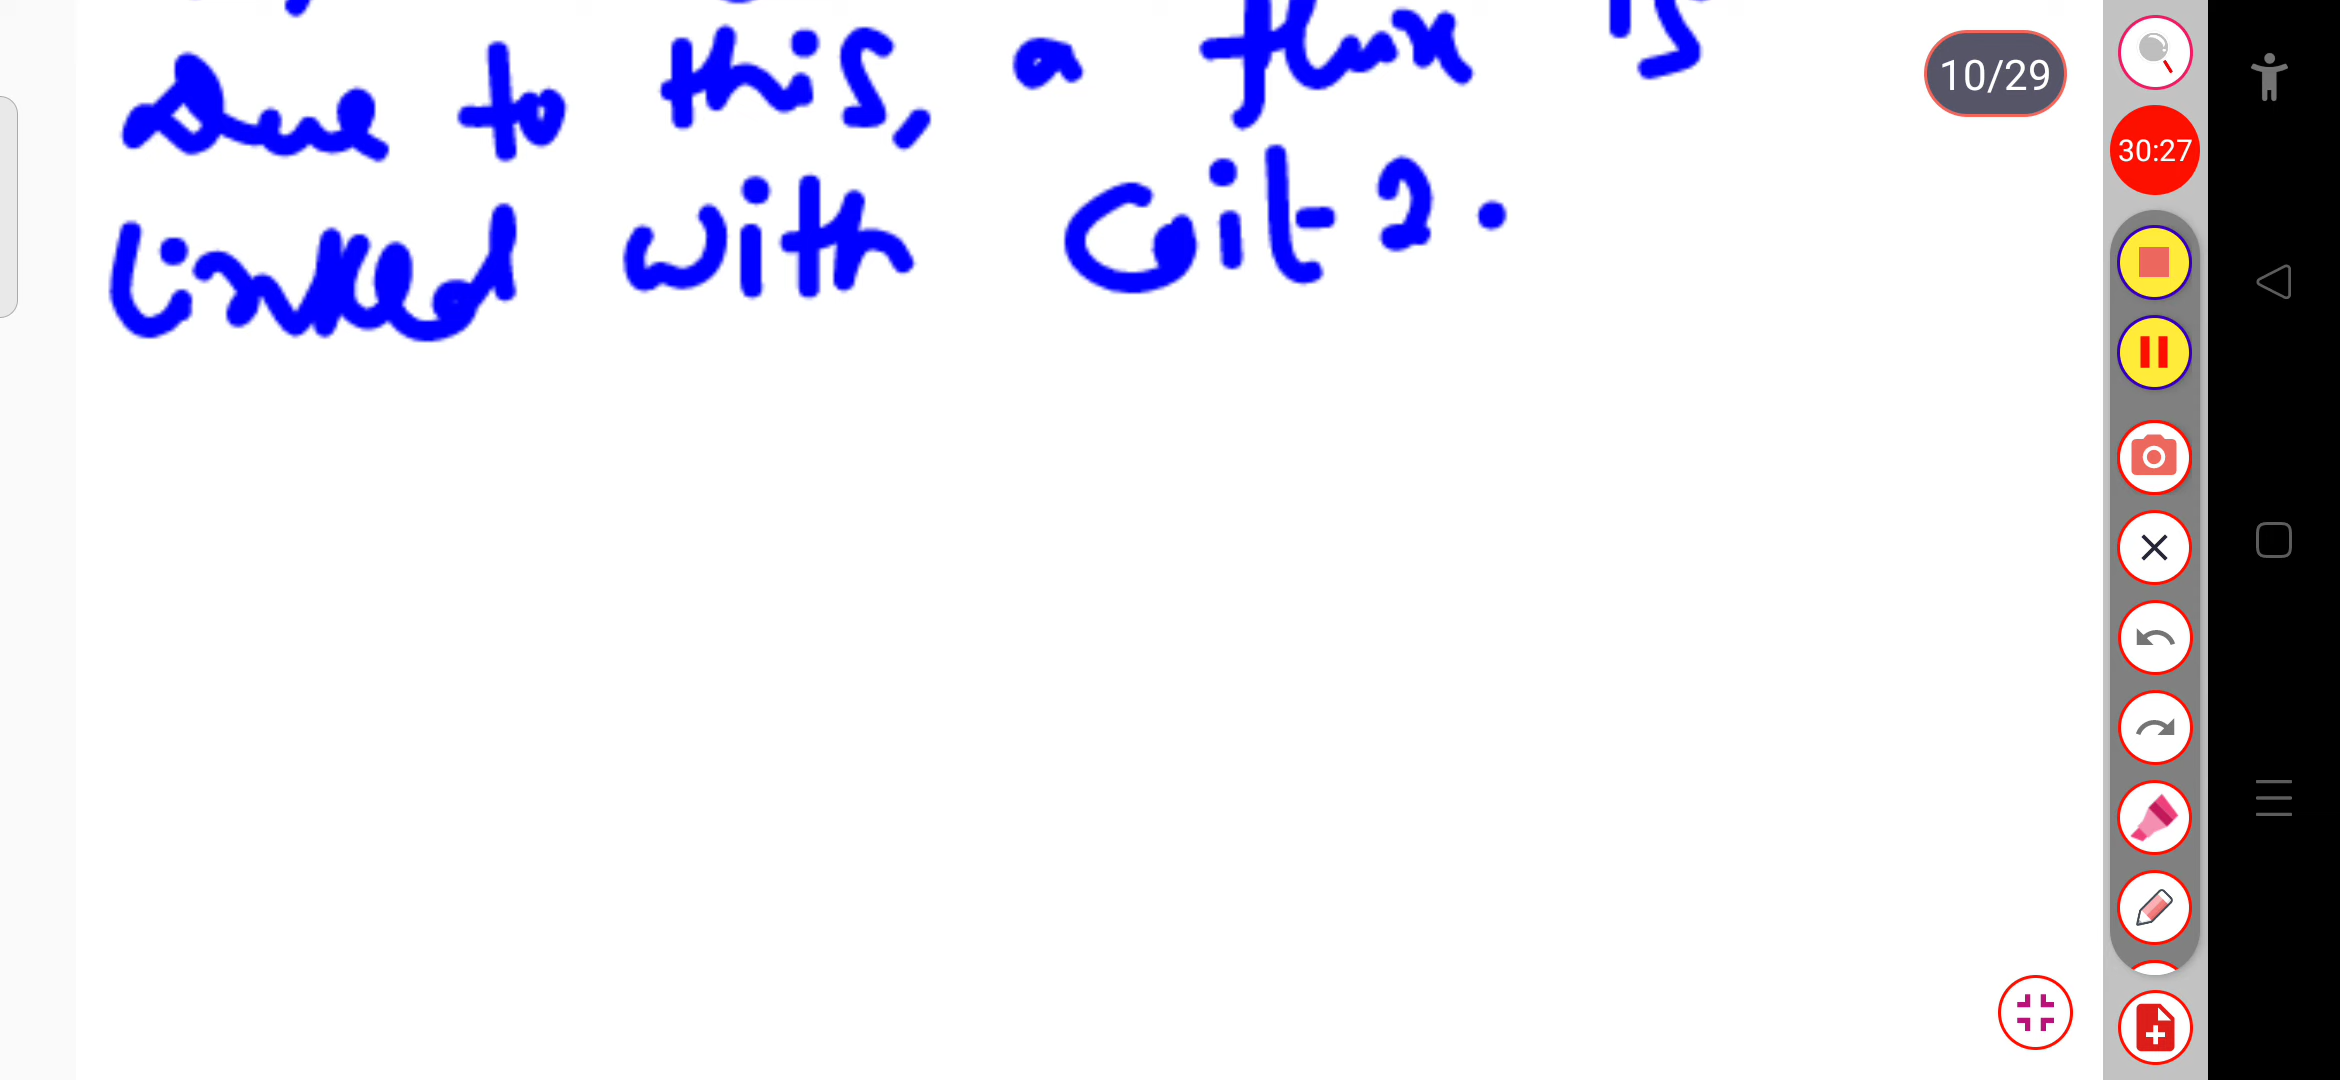 Due to this, a flux is
linked with Coil-2.
10/29
30:27